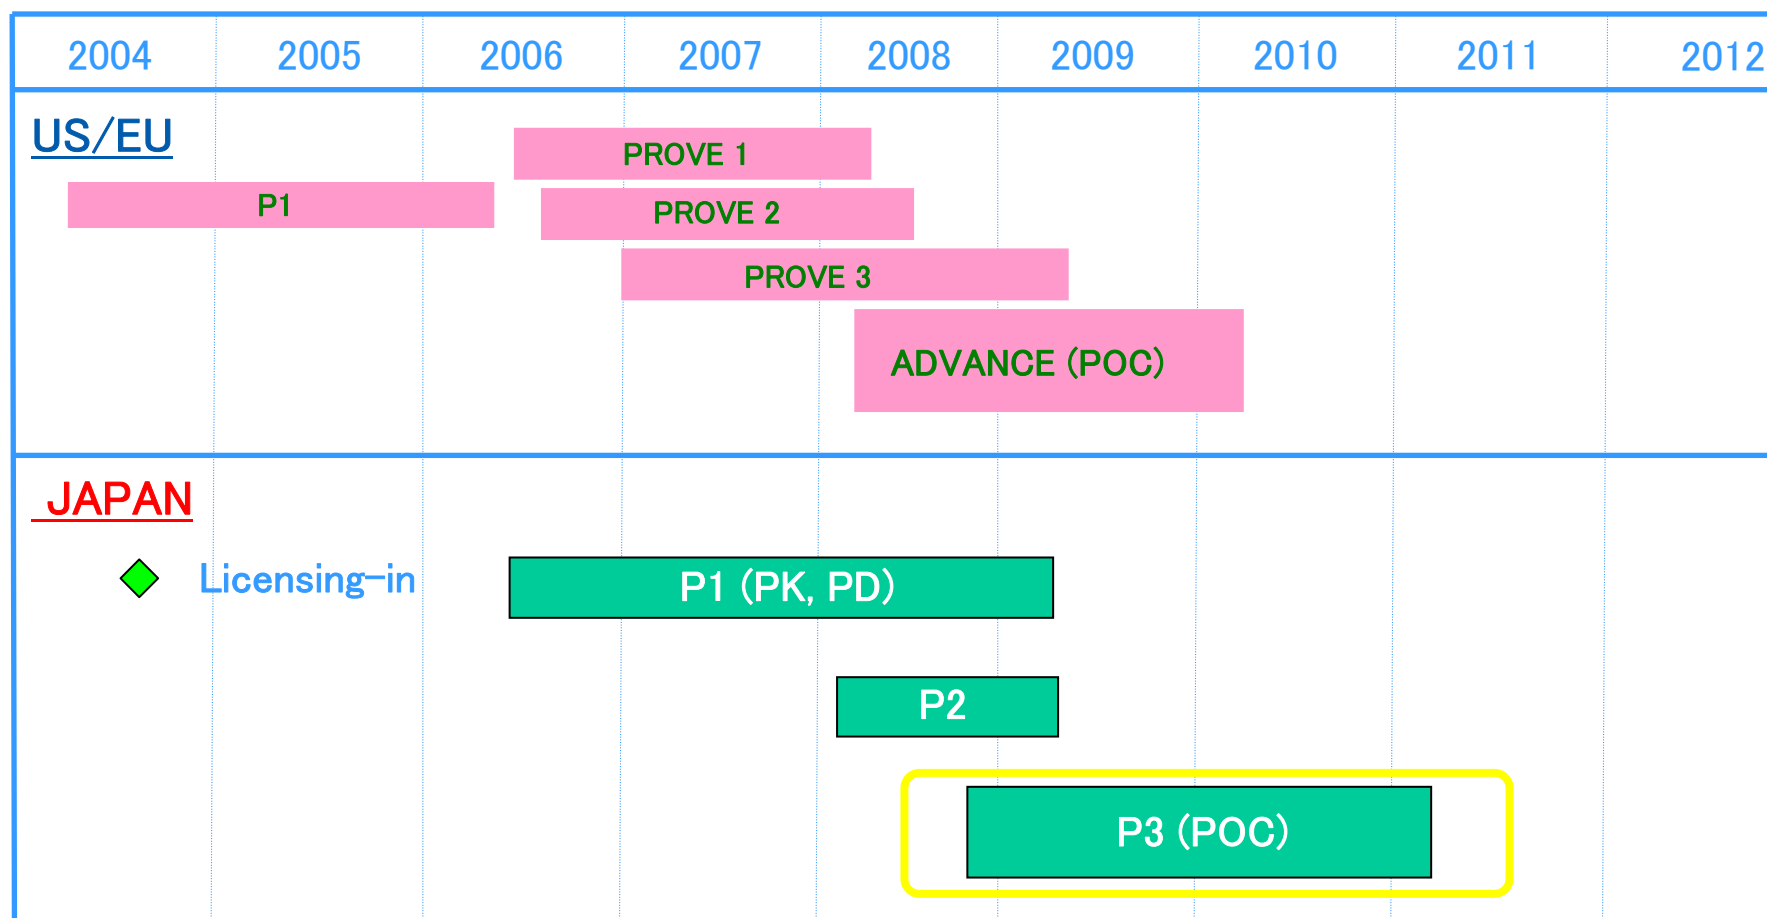 2004 2005 2006 2007 2008 2009 2010 2011 2012
US/EU
PROVE 1
P1
PROVE 2
PROVE 3
ADVANCE (POC)
JAPAN
Licensing-in
P1 (PK, PD)
P2
P3 (POC)